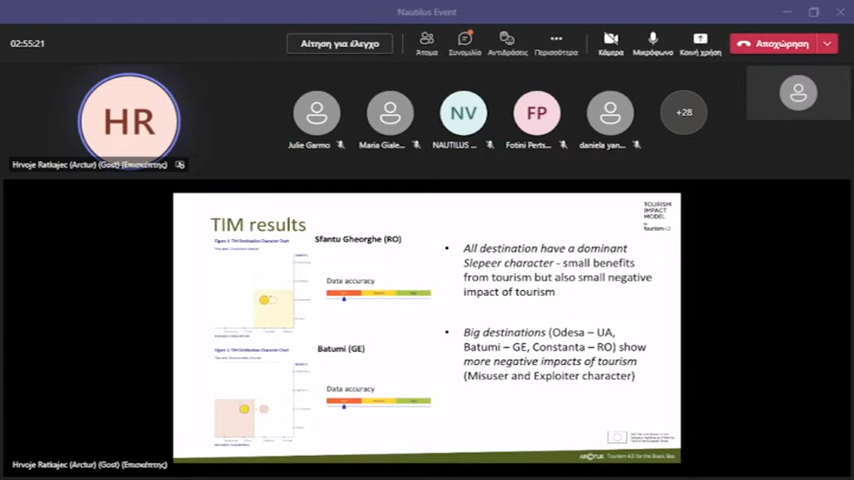 Nautilus Event
02:55:21
Αίτηση για έλεγχο
Άτομα
Συνομιλία
Αντιδράσεις
Περισσότερα
Κάμερα
Μικρόφωνο
Κοινή χρήση
Αποχώρηση
HR
NV
FP
+28
Julie Garmo
Maria Giale...
NAUTILUS ...
Fotini Perts...
daniela yan...
Hrvoje Ratkajec (Arctur) (Gost) (Επισκέπτης)
TOURISM
IMPACT
MODEL
by
Tourism4.0
TIM results
Sfantu Gheorghe (RO)
Data accuracy
Batumi (GE)
Data accuracy
• All destination have a dominant
Slepeer character - small benefits
from tourism but also small negative
impact of tourism
• Big destinations (Odesa – UA,
Batumi – GE, Constanta – RO) show
more negative impacts of tourism
(Misuser and Exploiter character)
ARCTUR Tourism 4.0 for the Black Sea
Hrvoje Ratkajec (Arctur) (Gost) (Επισκέπτης)